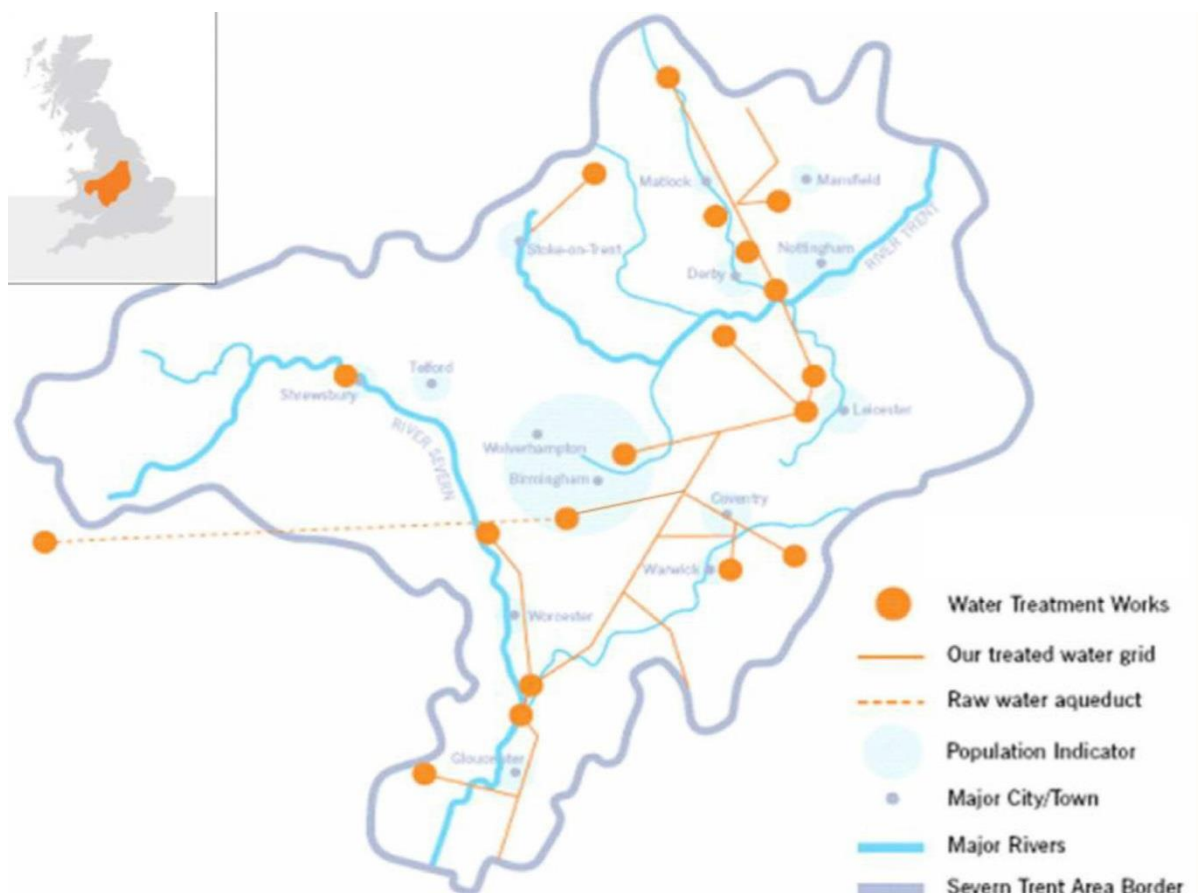 Matlock
Mansfield
Stoke-on-Trent
Nottingham
RIVER TRENT
Derby
Telford
Shrewsbury
Leicester
RIVER SEVERN
Wolverhampton
Birmingham
Coventry
Warwick
Worcester
Gloucester
Water Treatment Works
Our treated water grid
Raw water aqueduct
Population Indicator
Major City/Town
Major Rivers
Severn Trent Area Border